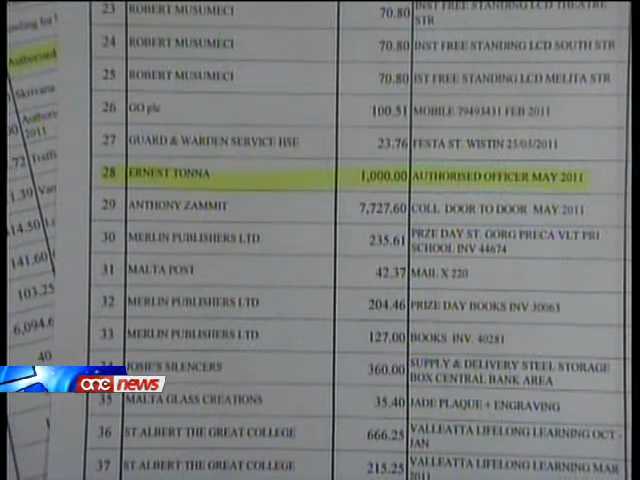 23 ROBERT MUSUMECI 70.80 INST FREE STANDING LCD THEATRE
STR
24 ROBERT MUSUMECI 70.80 INST FREE STANDING LCD SOUTH STR
25 ROBERT MUSUMECI 70.80 IST FREE STANDING LCD MELITA STR
26 GO plc 100.51 MOBILE 79493431 FEB 2011
27 GUARD & WARDEN SERVICE HSE 23.76 FESTA ST. WISTIN 25/05/2011
28 ERNEST TONNA 1,000.00 AUTHORISED OFFICER MAY 2011
29 ANTHONY ZAMMIT 7,727.60 COLL DOOR TO DOOR MAY 2011
30 MERLIN PUBLISHERS LTD 235.61 PRZE DAY ST. GORG PRECA VLT PRI
SCHOOL INV 44674
31 MALTA POST 42.37 MAIL X 220
32 MERLIN PUBLISHERS LTD 204.46 PRIZE DAY BOOKS INV 30063
33 MERLIN PUBLISHERS LTD 127.00 BOOKS INV. 40281
34 JOSIE'S SILENCERS 360.00 SUPPLY & DELIVERY STEEL STORAGE
BOX CENTRAL BANK AREA
35 MALTA GLASS CREATIONS 35.40 JADE PLAQUE + ENGRAVING
36 ST ALBERT THE GREAT COLLEGE 666.25 VALLEATTA LIFELONG LEARNING OCT -
JAN
37 ST ALBERT THE GREAT COLLEGE 215.25 VALLEATTA LIFELONG LEARNING MAR
2011
Authorised
Skrivana
2011
.72 Traff
1.39
414.50
141.60
103.25
6,094.6
40
one news